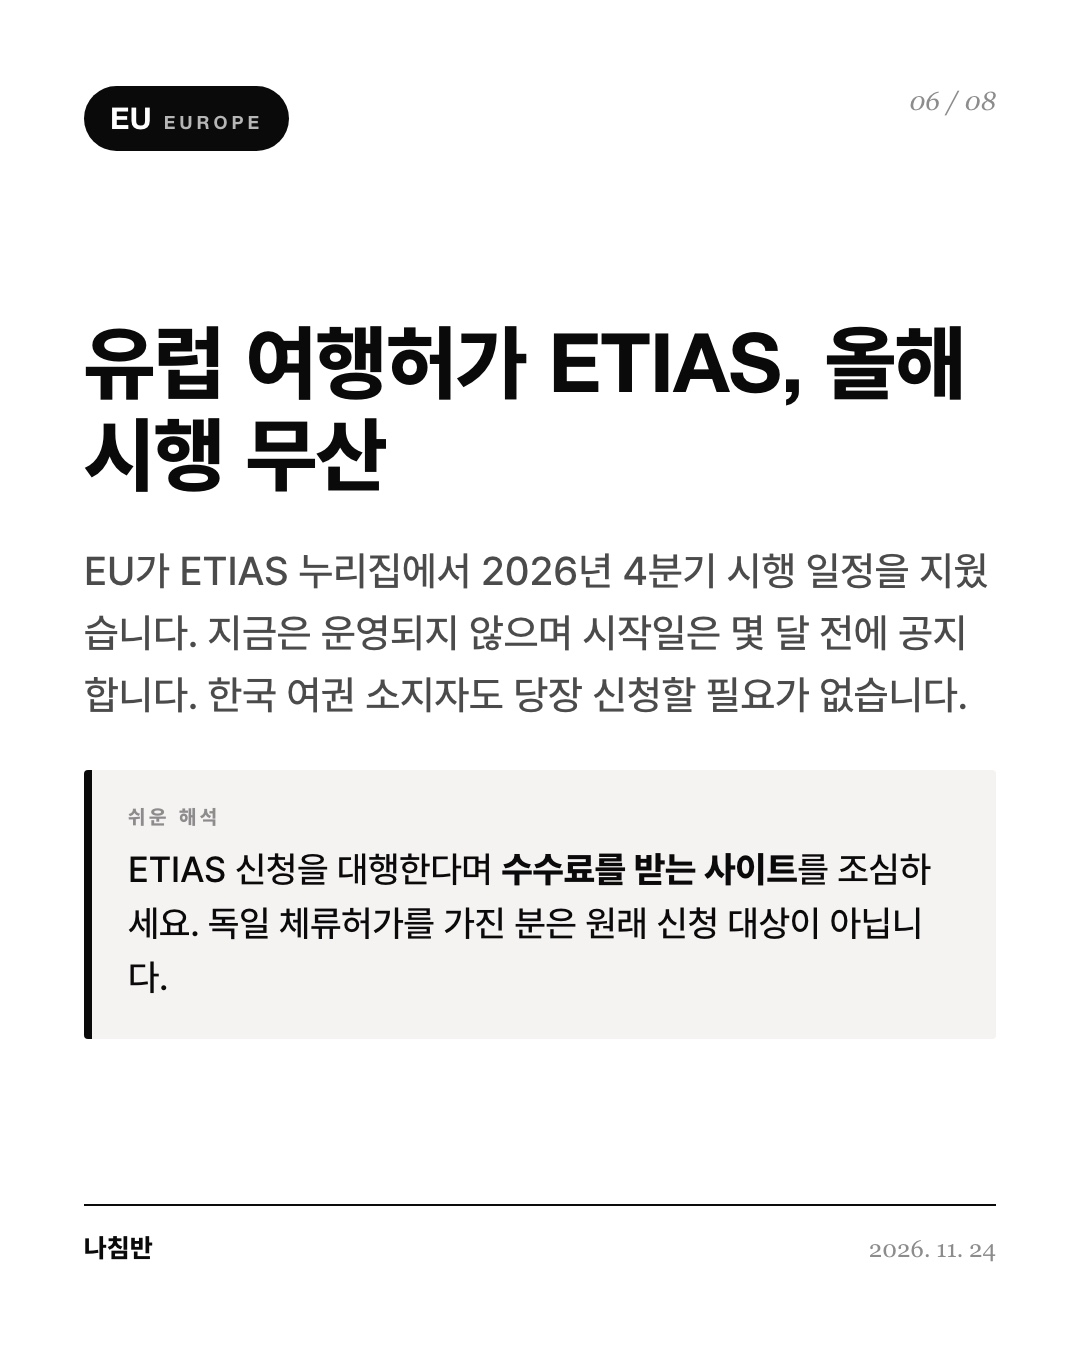 EU EUROPE
06 / 08
유럽 여행허가 ETIAS, 올해
시행 무산
EU가 ETIAS 누리집에서 2026년 4분기 시행 일정을 지웠
습니다. 지금은 운영되지 않으며 시작일은 몇 달 전에 공지
합니다. 한국 여권 소지자도 당장 신청할 필요가 없습니다.
쉬운 해석
ETIAS 신청을 대행한다며 수수료를 받는 사이트를 조심하
세요. 독일 체류허가를 가진 분은 원래 신청 대상이 아닙니
다.
나침반
2026. 11. 24